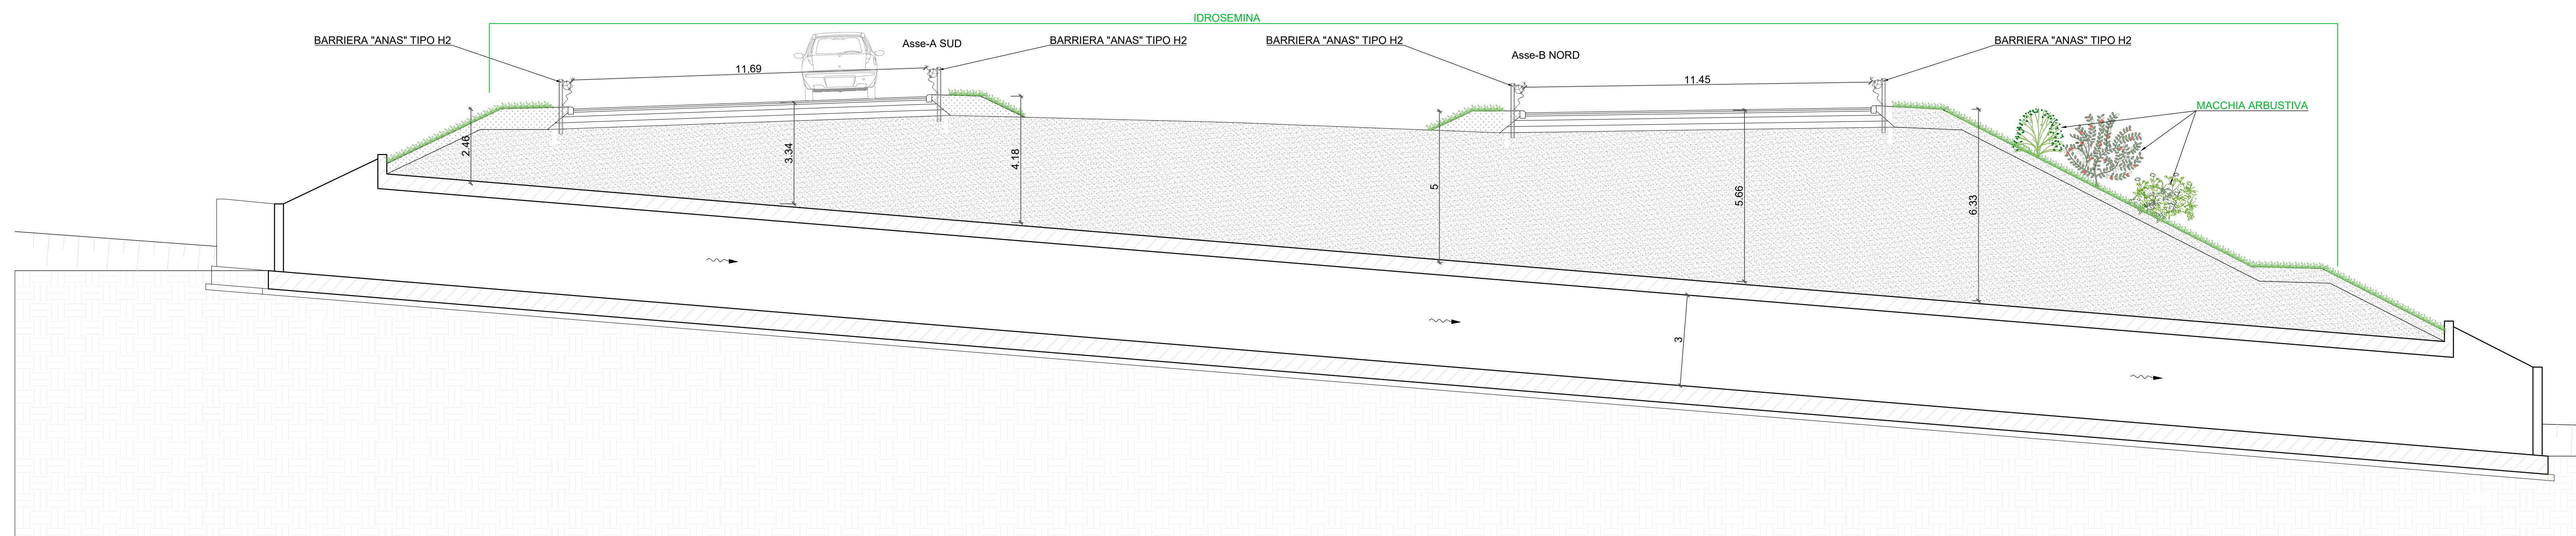 IDROSEMINA
BARRIERA "ANAS" TIPO H2
Asse-A SUD
BARRIERA "ANAS" TIPO H2
BARRIERA "ANAS" TIPO H2
Asse-B NORD
BARRIERA "ANAS" TIPO H2
11.69
11.45
MACCHIA ARBUSTIVA
2.46
3.34
4.18
5
5.66
6.33
3